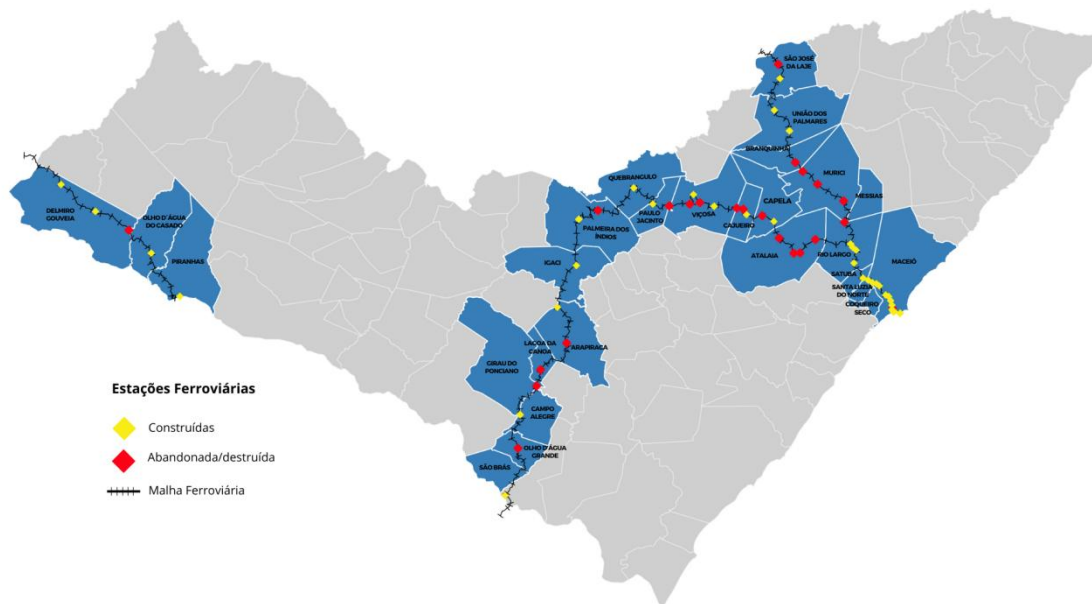 SÃO JOSÉ
DA LAJE
UNIÃO DOS
PALMARES
BRANQUINHA
MURICI
MESSIAS
QUEBRANGULO
PAULO
JACINTO
VIÇOSA
CAPELA
CAJUEIRO
PALMEIRA DOS
ÍNDIOS
ATALAIA
RIO LARGO
MACEIÓ
SATUBA
SANTA LUZIA
DO NORTE
COQUEIRO
SECO
DELMIRO
GOUVEIA
OLHO D'ÁGUA
DO CASADO
PIRANHAS
IGACI
LAGOA DA
CANOA
ARAPIRACA
GIRAU DO
PONCIANO
CAMPO
ALEGRE
OLHO D'ÁGUA
GRANDE
SÃO BRÁS
Estações Ferroviárias
Construídas
Abandonada/destruída
Malha Ferroviária